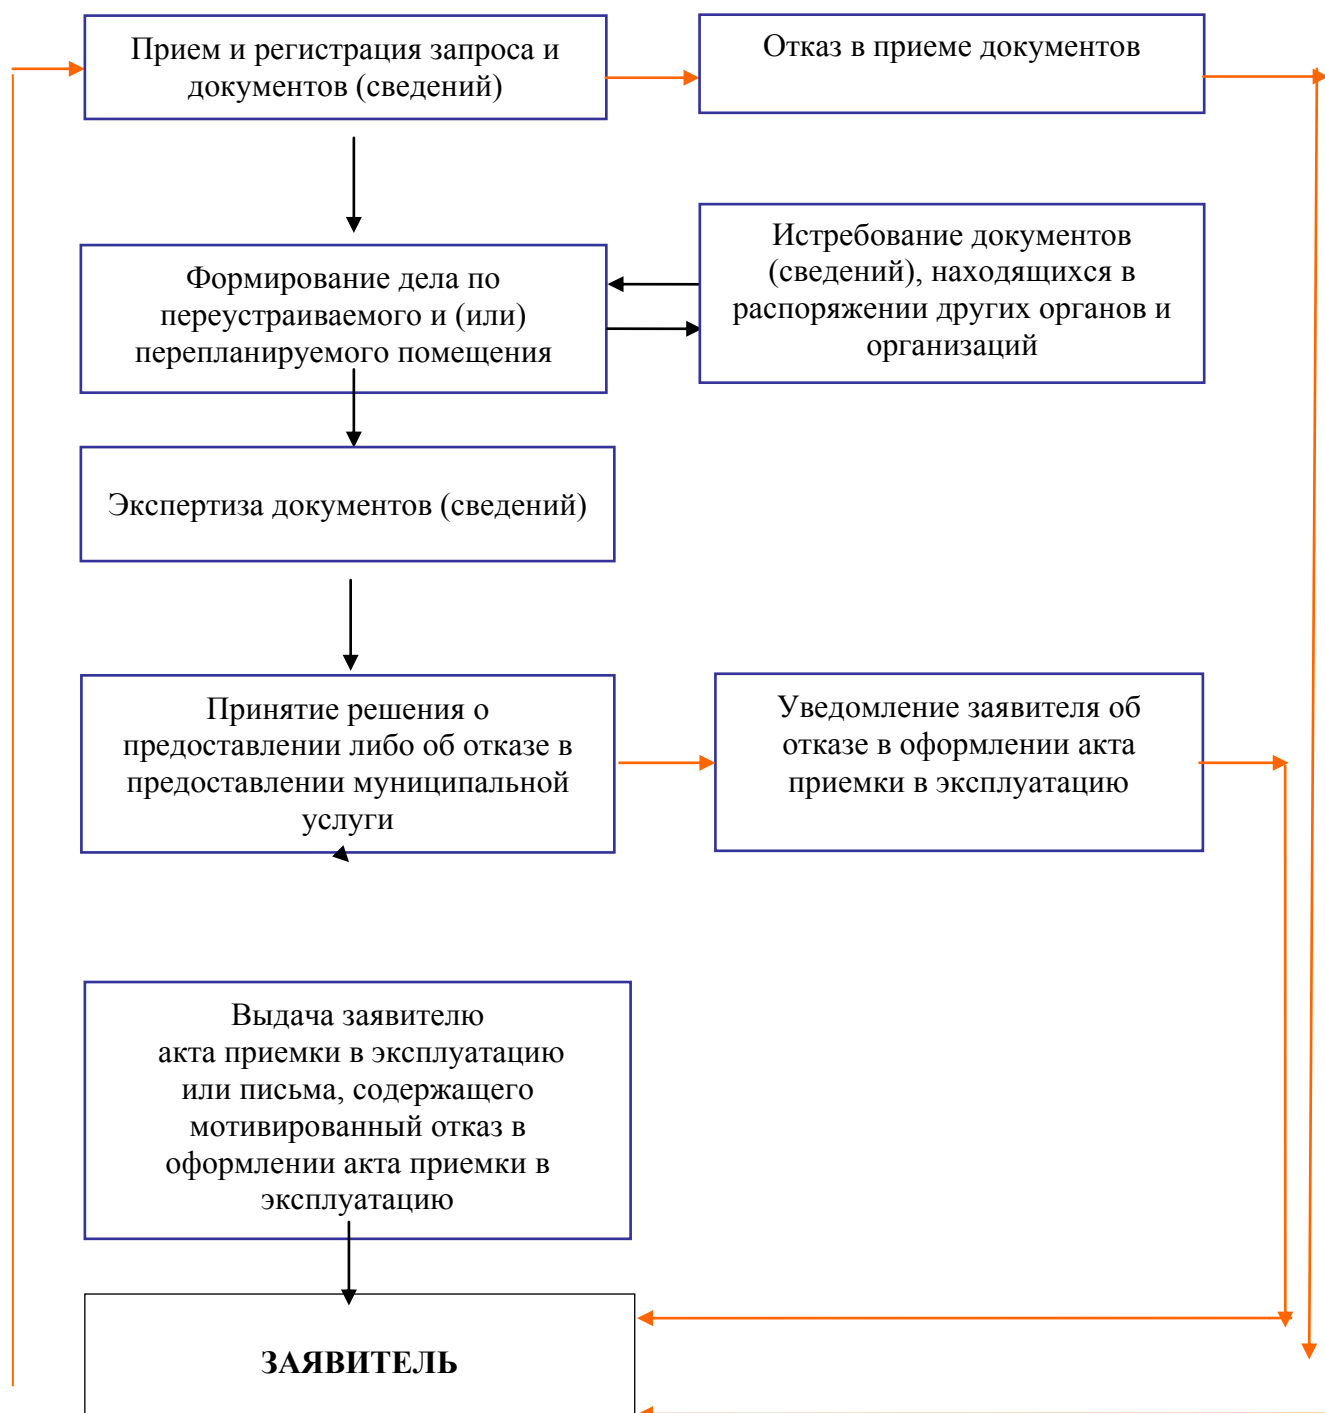 Прием и регистрация запроса и
документов (сведений)
Отказ в приеме документов
Истребование документов
(сведений), находящихся в
распоряжении других органов и
организаций
Формирование дела по
переустраиваемого и (или)
перепланируемого помещения
Экспертиза документов (сведений)
Принятие решения о
предоставлении либо об отказе в
предоставлении муниципальной
услуги
Уведомление заявителя об
отказе в оформлении акта
приемки в эксплуатацию
Выдача заявителю
акта приемки в эксплуатацию
или письма, содержащего
мотивированный отказ в
оформлении акта приемки в
эксплуатацию
ЗАЯВИТЕЛЬ